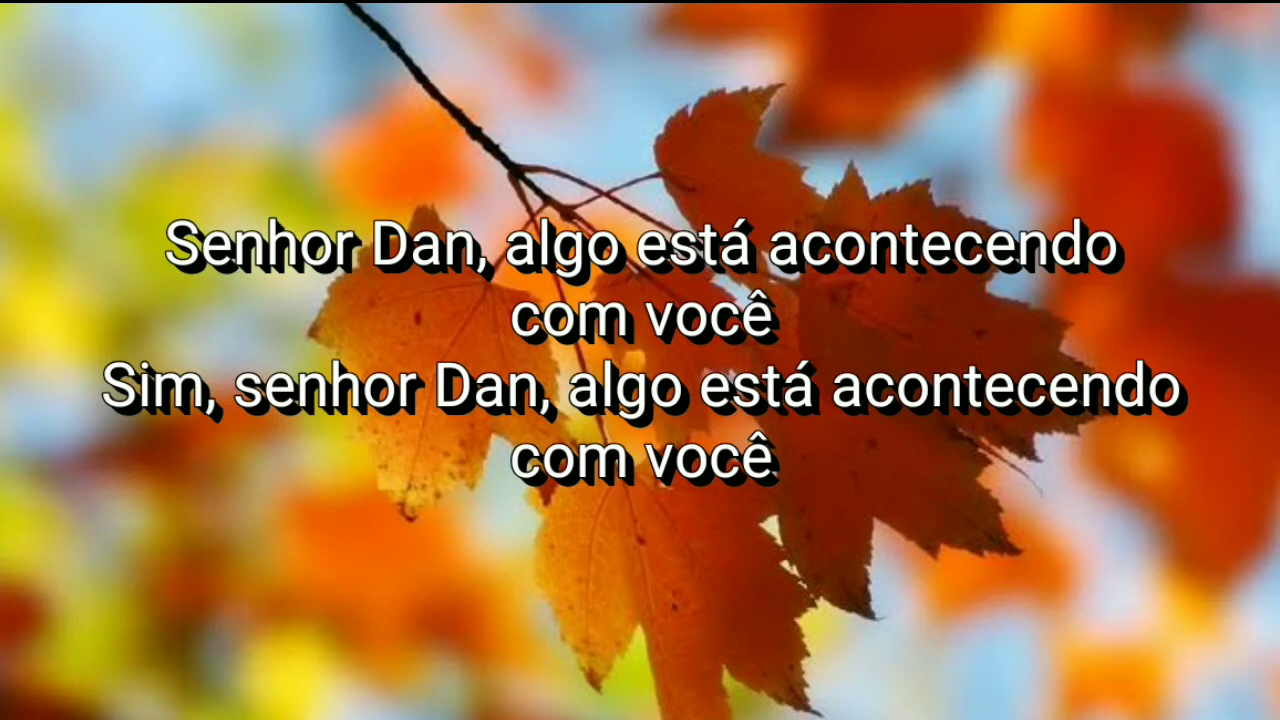 Senhor Dan, algo está acontecendo
com você
Sim, senhor Dan, algo está acontecendo
com você